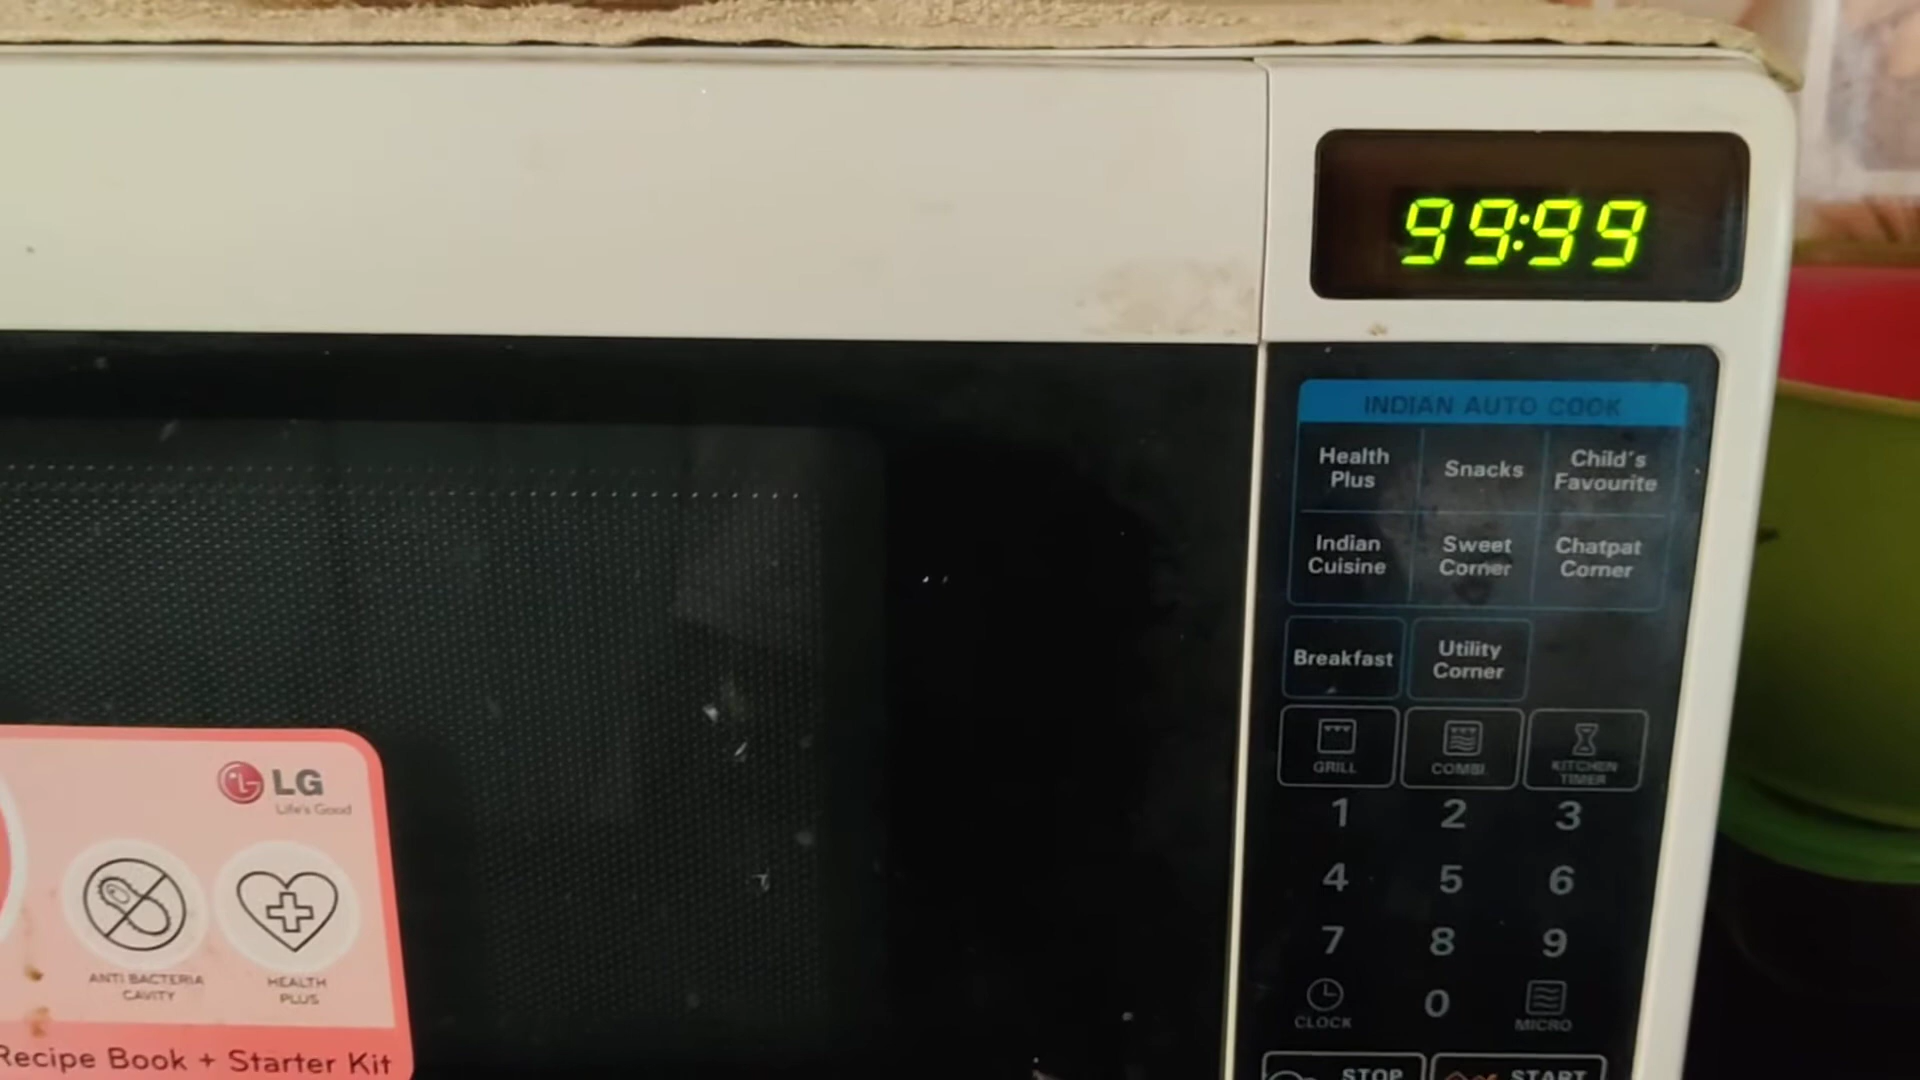 99:99
INDIAN AUTO COOK
Health
Plus
Snacks
Child's
Favourite
Indian
Cuisine
Sweet
Corner
Chatpat
Corner
Breakfast
Utility
Corner
GRILL
COMBI
KITCHEN
TIMER
1 2 3
4 5 6
7 8 9
CLOCK
0
MICRO
STOP
START
LG
Life's Good
ANTI BACTERIA
CAVITY
HEALTH
PLUS
Recipe Book + Starter Kit